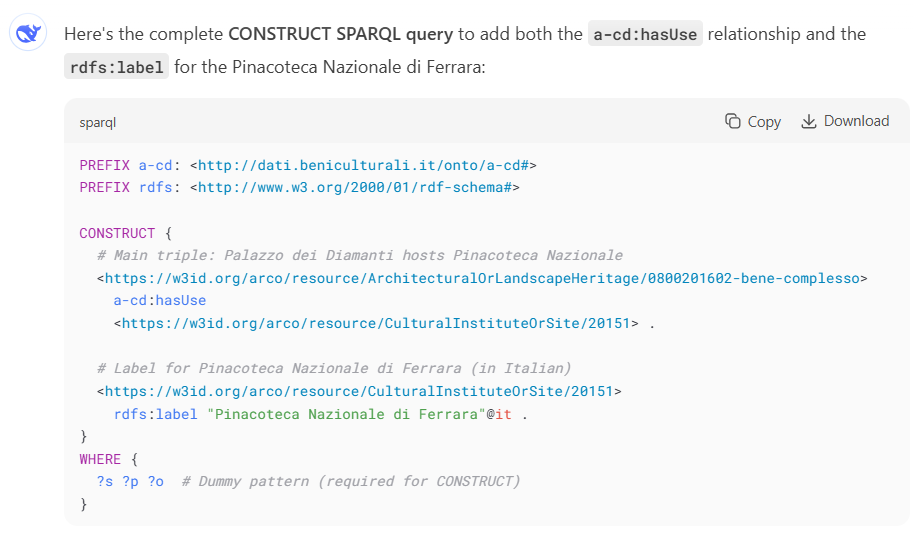 Here's the complete CONSTRUCT SPARQL query to add both the a-cd:hasUse relationship and the
rdfs:label for the Pinacoteca Nazionale di Ferrara:
sparql
Copy
Download
PREFIX a-cd: <http://dati.beniculturali.it/onto/a-cd#>
PREFIX rdfs: <http://www.w3.org/2000/01/rdf-schema#>
CONSTRUCT {
# Main triple: Palazzo dei Diamanti hosts Pinacoteca Nazionale
<https://w3id.org/arco/resource/ArchitecturalOrLandscapeHeritage/0800201602-bene-complesso>
a-cd:hasUse
<https://w3id.org/arco/resource/CulturalInstituteOrSite/20151> .
# Label for Pinacoteca Nazionale di Ferrara (in Italian)
<https://w3id.org/arco/resource/CulturalInstituteOrSite/20151>
rdfs:label "Pinacoteca Nazionale di Ferrara"@it .
}
WHERE {
?s ?p ?o # Dummy pattern (required for CONSTRUCT)
}